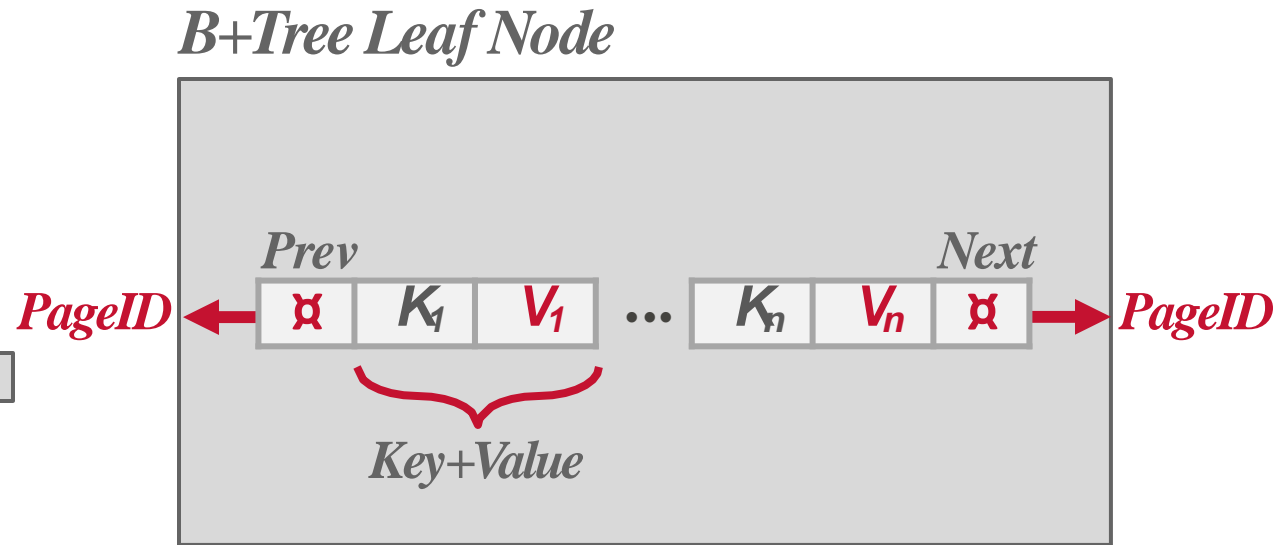 B+Tree Leaf Node
Prev Next
PageID ¤ K1 V1 ••• Kn Vn ¤ PageID
Key+Value